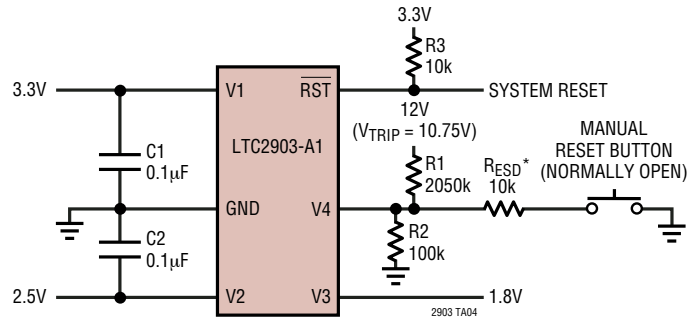 3.3V
R3
10k
3.3V
V1
RST
SYSTEM RESET
12V
(VTRIP = 10.75V)
MANUAL
RESET BUTTON
(NORMALLY OPEN)
LTC2903-A1
C1
0.1μF
R1
2050k
RESD*
10k
GND
V4
C2
0.1μF
R2
100k
2.5V
V2
V3
1.8V
2903 TA04